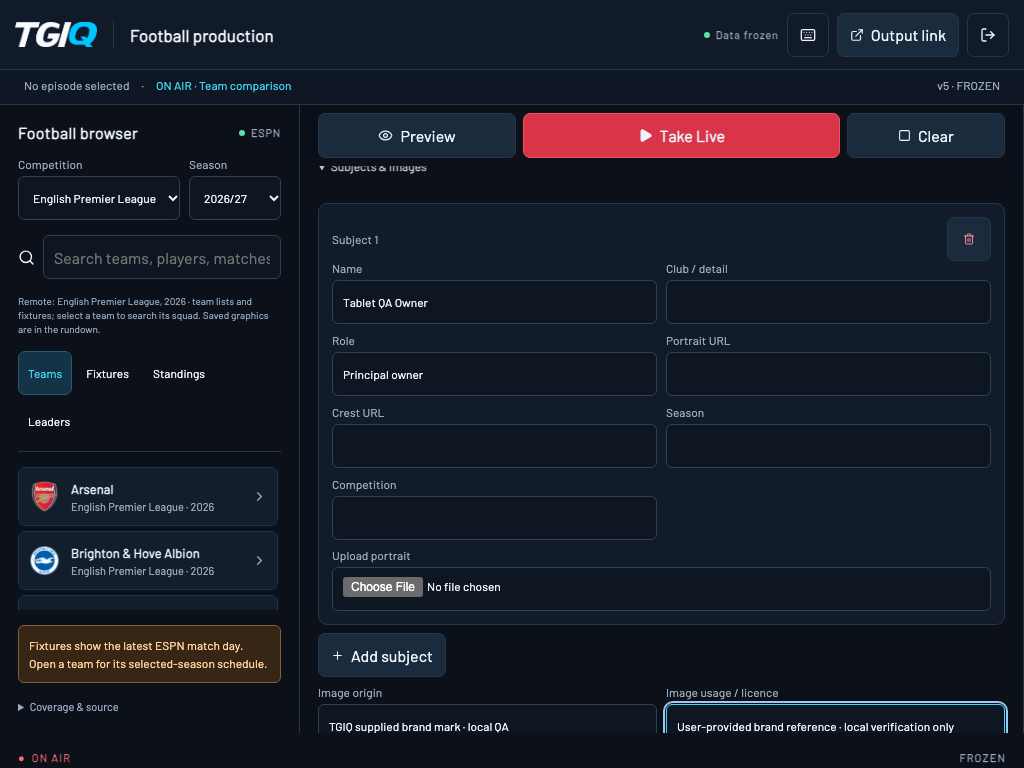 TGIQ
Football production
Data frozen
Output link
No episode selected · ON AIR · Team comparison
v5 · FROZEN
Football browser
ESPN
Competition
Season
English Premier League
2026/27
Search teams, players, matches
Remote: English Premier League, 2026 · team lists and
fixtures; select a team to search its squad. Saved graphics
are in the rundown.
Teams
Fixtures
Standings
Leaders
Arsenal
English Premier League · 2026
Brighton & Hove Albion
English Premier League · 2026
Fixtures show the latest ESPN match day.
Open a team for its selected-season schedule.
Coverage & source
Preview
Take Live
Clear
Subjects & images
Subject 1
Name
Club / detail
Tablet QA Owner
Role
Portrait URL
Principal owner
Crest URL
Season
Competition
Upload portrait
Choose File No file chosen
+ Add subject
Image origin
Image usage / licence
TGIQ supplied brand mark · local QA
User-provided brand reference · local verification only
ON AIR
FROZEN